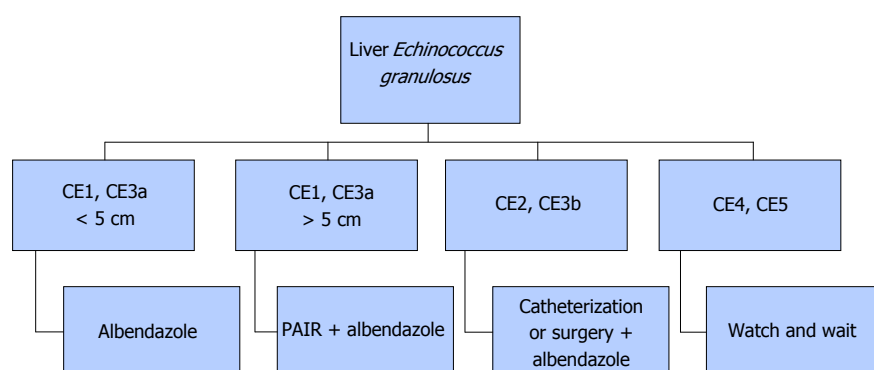 Liver Echinococcus
granulosus
CE1, CE3a
< 5 cm
CE1, CE3a
> 5 cm
CE2, CE3b
CE4, CE5
Albendazole
PAIR + albendazole
Catheterization
or surgery +
albendazole
Watch and wait